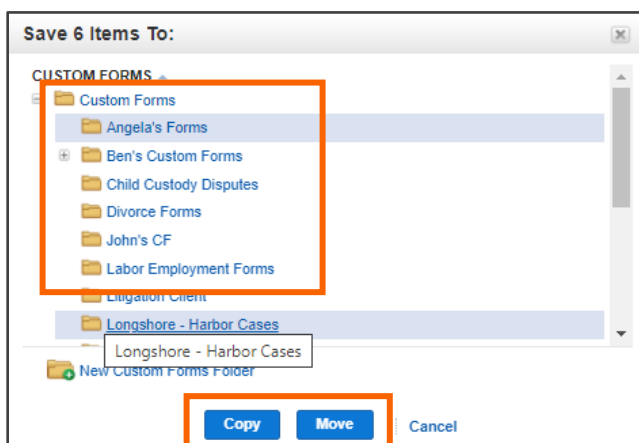 Save 6 Items To:
CUSTOM FORMS
Custom Forms
Angela's Forms
Ben's Custom Forms
Child Custody Disputes
Divorce Forms
John's CF
Labor Employment Forms
Litigation Client
Longshore - Harbor Cases
Longshore - Harbor Cases
New Custom Forms Folder
Copy Move Cancel